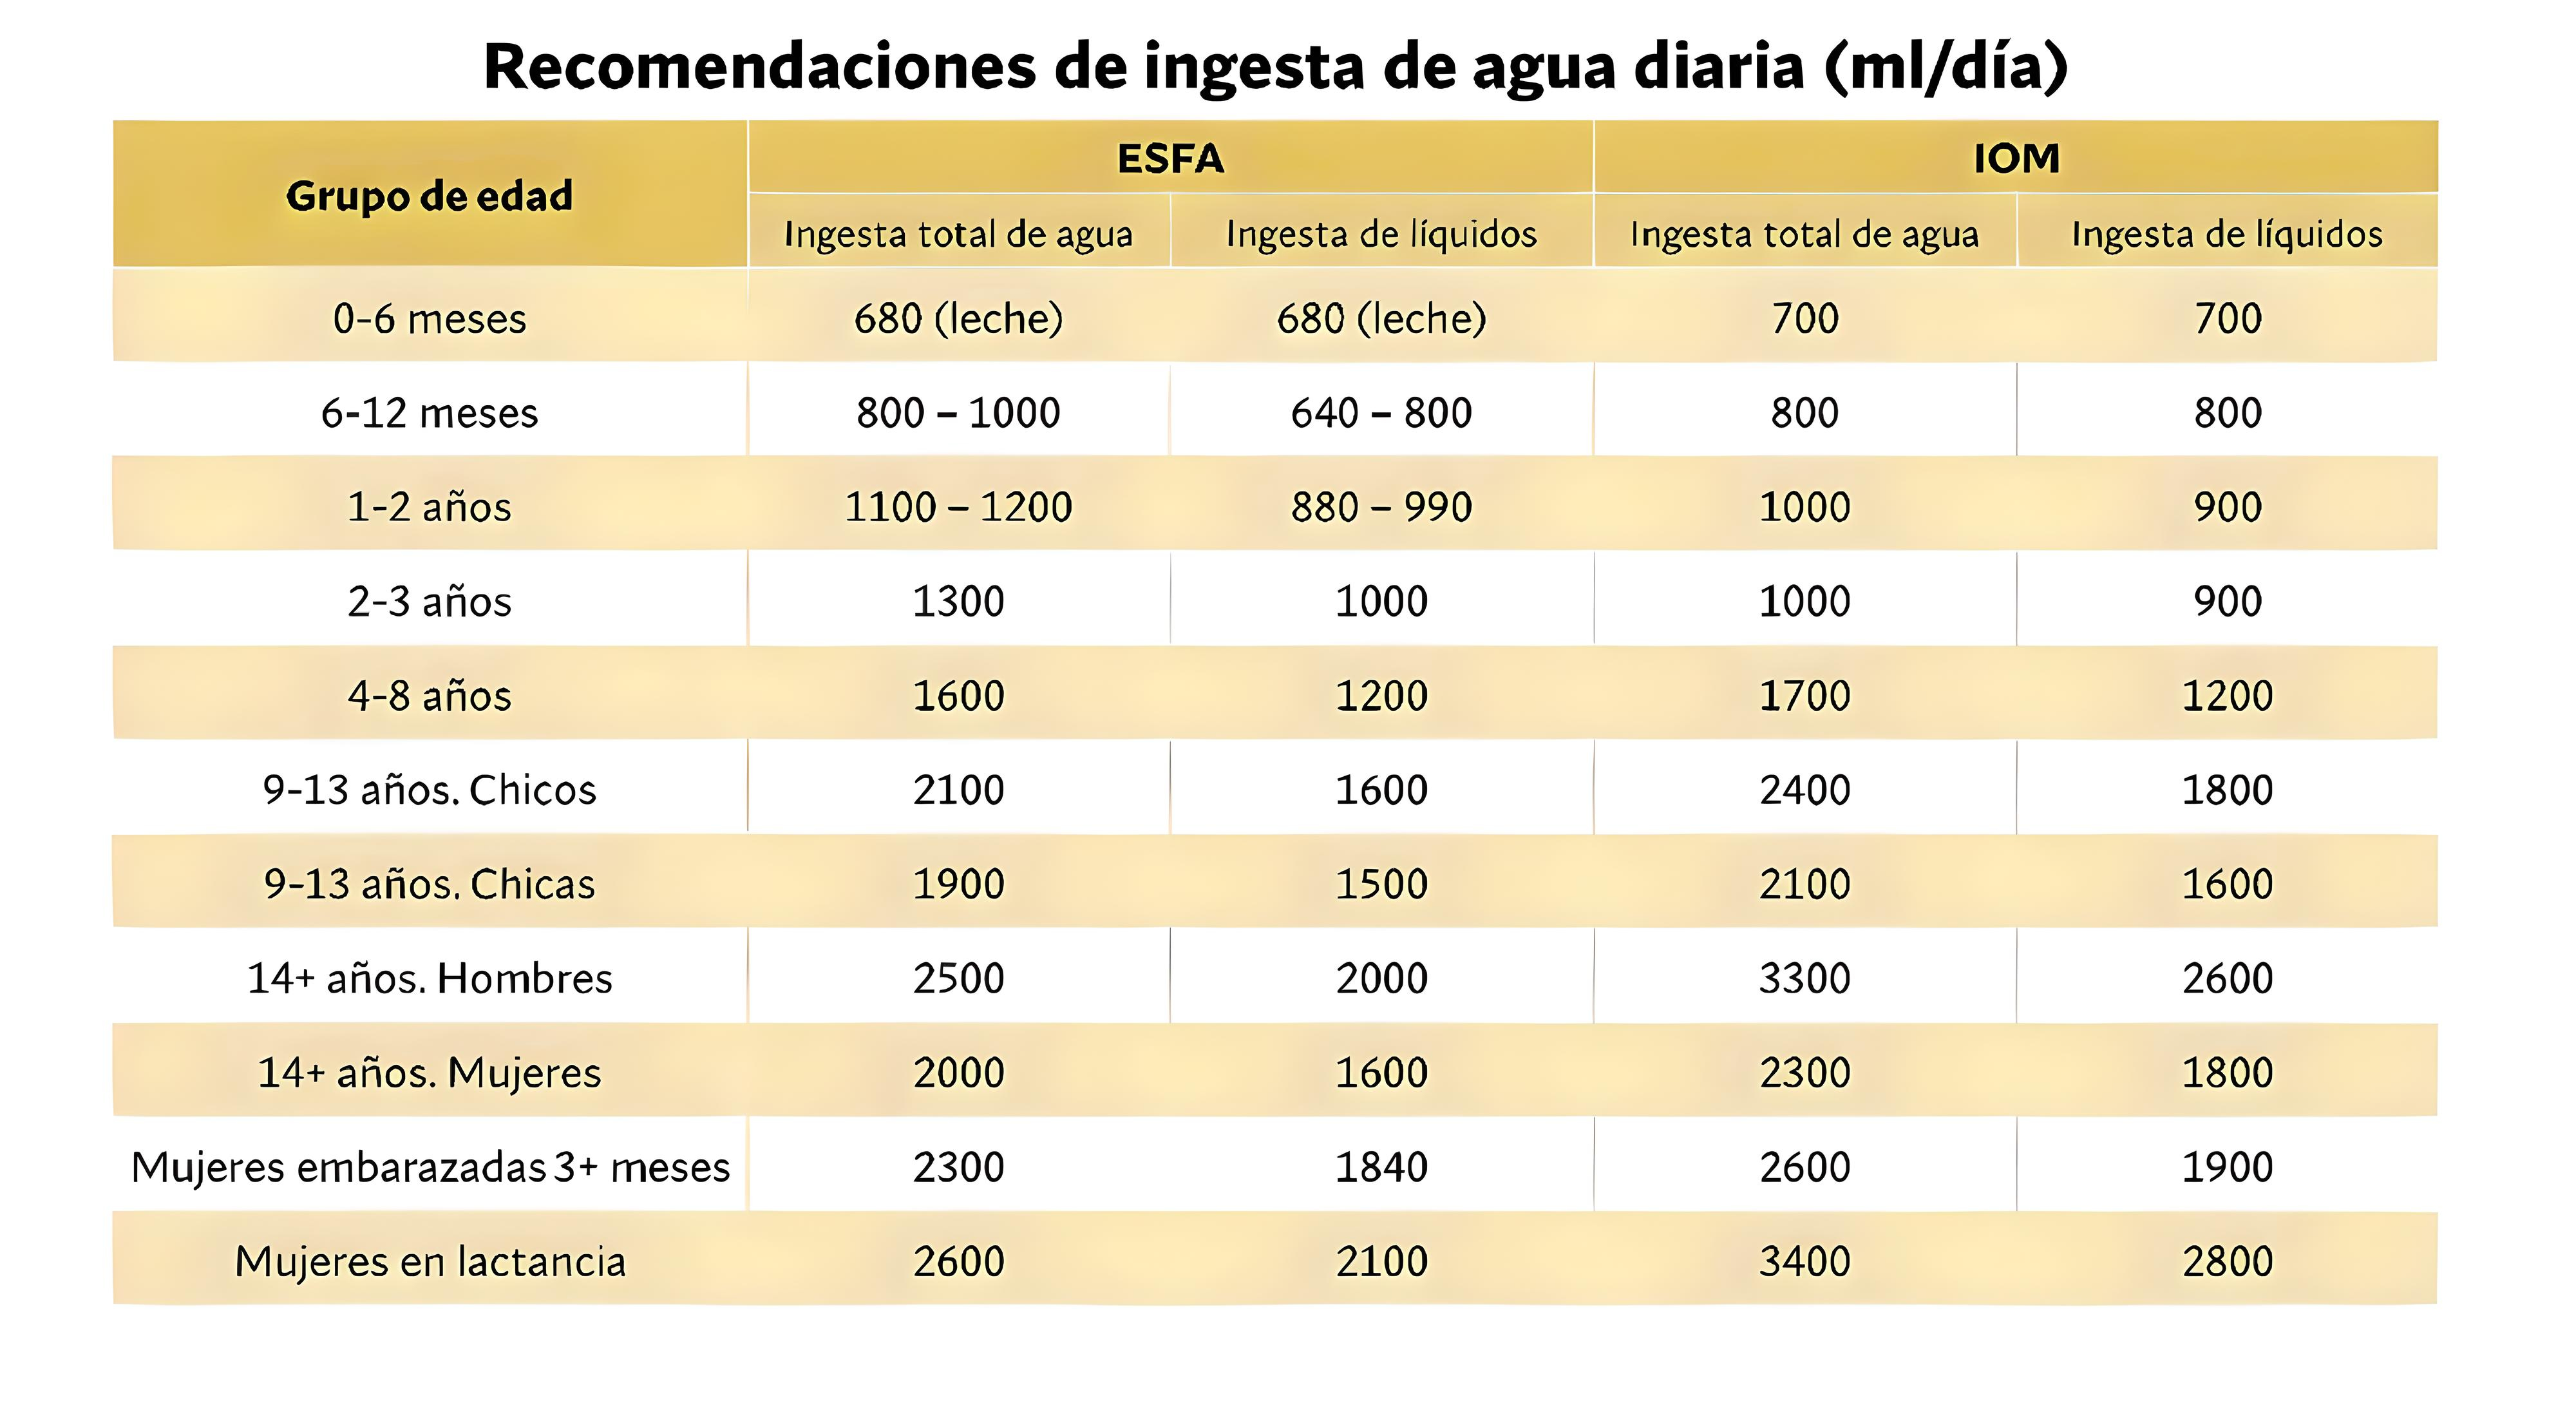 Recomendaciones de ingesta de agua diaria (ml/día)
Grupo de edad ESFA IOM
Ingesta total de agua Ingesta de líquidos Ingesta total de agua Ingesta de líquidos
0-6 meses 680 (leche) 680 (leche) 700 700
6-12 meses 800 – 1000 640 – 800 800 800
1-2 años 1100 – 1200 880 – 990 1000 900
2-3 años 1300 1000 1000 900
4-8 años 1600 1200 1700 1200
9-13 años. Chicos 2100 1600 2400 1800
9-13 años. Chicas 1900 1500 2100 1600
14+ años. Hombres 2500 2000 3300 2600
14+ años. Mujeres 2000 1600 2300 1800
Mujeres embarazadas 3+ meses 2300 1840 2600 1900
Mujeres en lactancia 2600 2100 3400 2800